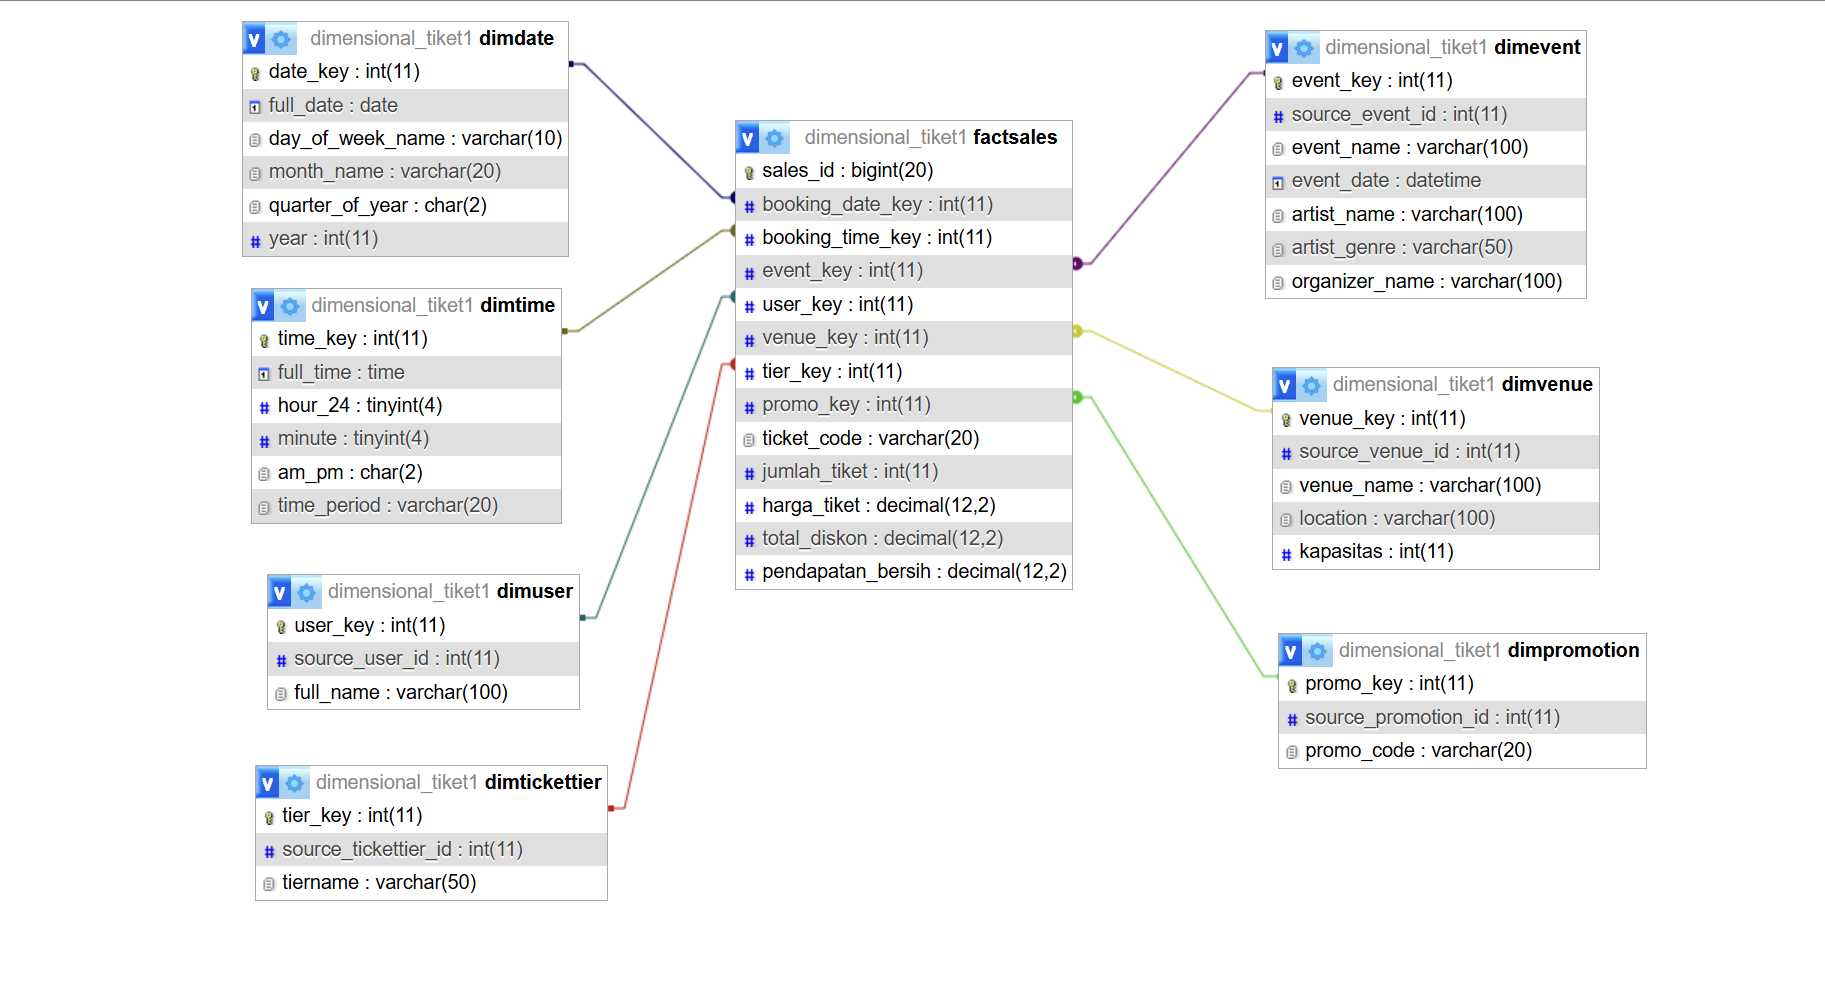 dimensional_tiket1 dimdate
date_key : int(11)
full_date : date
day_of_week_name : varchar(10)
month_name : varchar(20)
quarter_of_year : char(2)
year : int(11)
dimensional_tiket1 dimtime
time_key : int(11)
full_time : time
hour_24 : tinyint(4)
minute : tinyint(4)
am_pm : char(2)
time_period : varchar(20)
dimensional_tiket1 dimuser
user_key : int(11)
source_user_id : int(11)
full_name : varchar(100)
dimensional_tiket1 dimtickettier
tier_key : int(11)
source_tickettier_id : int(11)
tiername : varchar(50)
dimensional_tiket1 factsales
sales_id : bigint(20)
booking_date_key : int(11)
booking_time_key : int(11)
event_key : int(11)
user_key : int(11)
venue_key : int(11)
tier_key : int(11)
promo_key : int(11)
ticket_code : varchar(20)
jumlah_tiket : int(11)
harga_tiket : decimal(12,2)
total_diskon : decimal(12,2)
pendapatan_bersih : decimal(12,2)
dimensional_tiket1 dimevent
event_key : int(11)
source_event_id : int(11)
event_name : varchar(100)
event_date : datetime
artist_name : varchar(100)
artist_genre : varchar(50)
organizer_name : varchar(100)
dimensional_tiket1 dimvenue
venue_key : int(11)
source_venue_id : int(11)
venue_name : varchar(100)
location : varchar(100)
kapasitas : int(11)
dimensional_tiket1 dimpromotion
promo_key : int(11)
source_promotion_id : int(11)
promo_code : varchar(20)